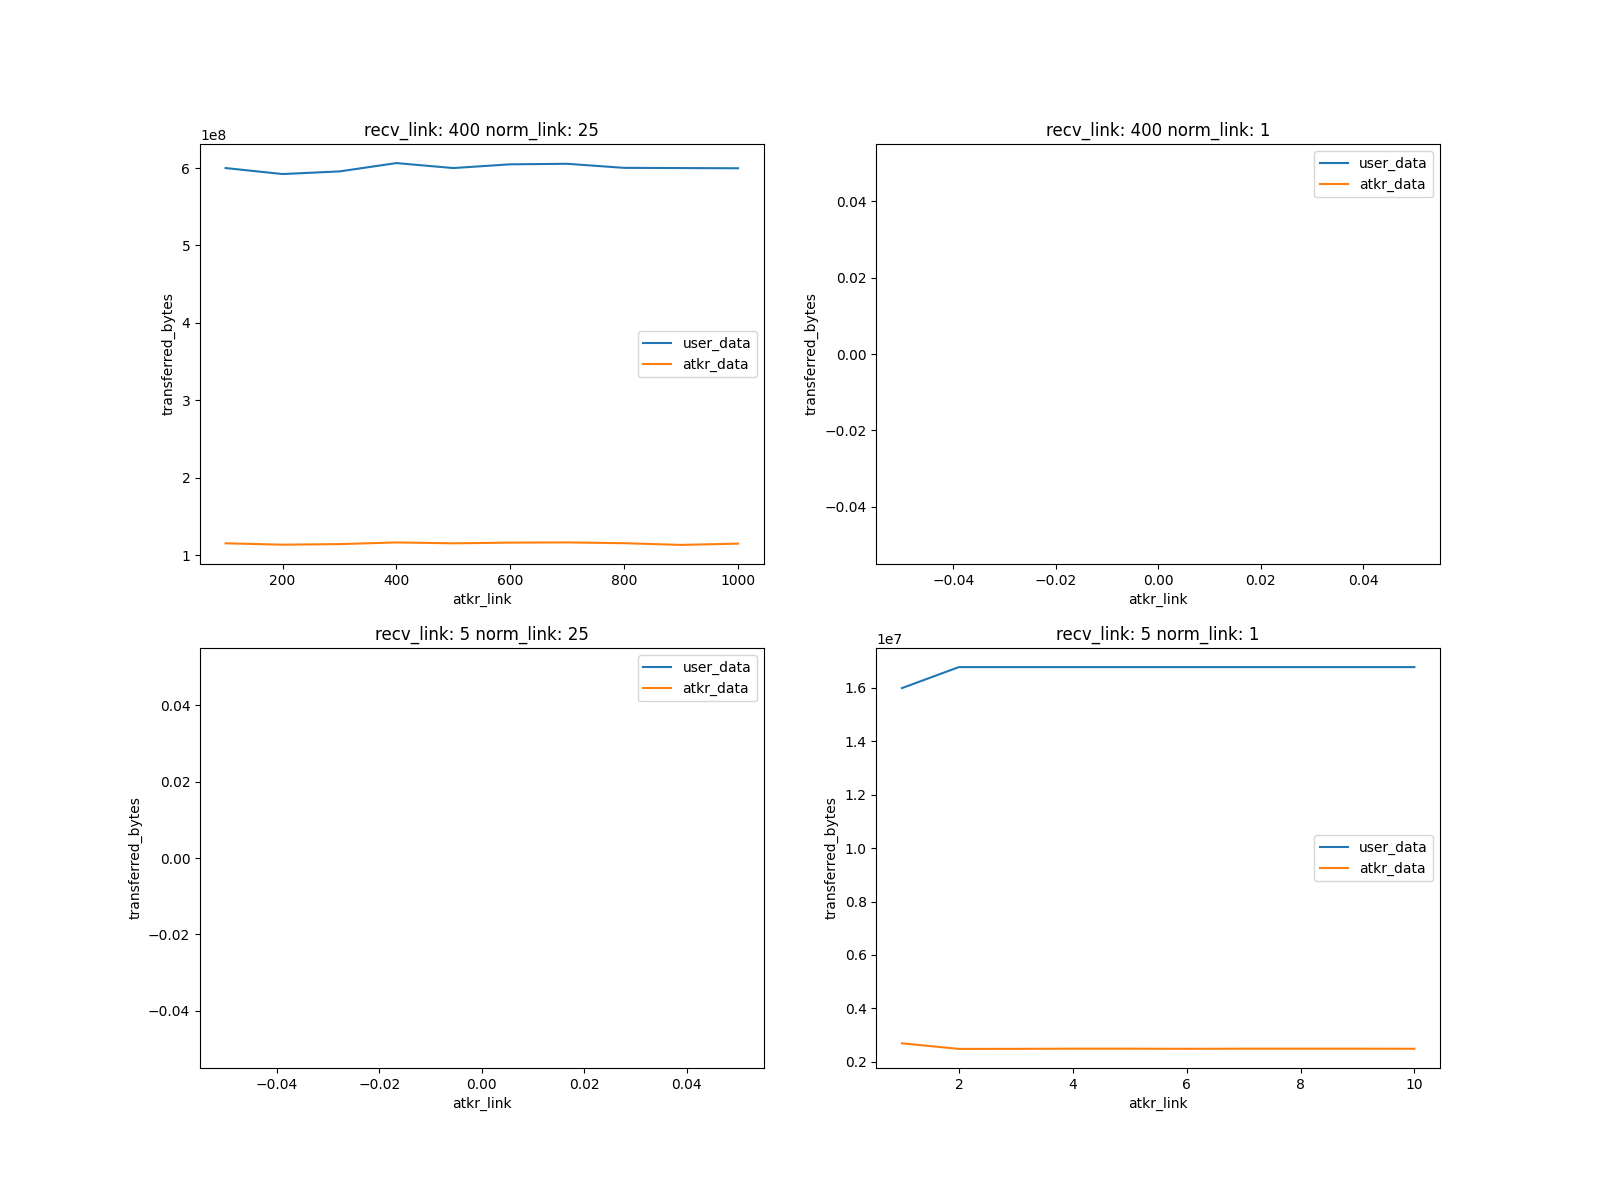 recv_link: 400 norm_link: 25
1e8
6
5
4
3
2
1
transferred_bytes
user_data
atkr_data
200 400 600 800 1000
atkr_link
recv_link: 400 norm_link: 1
user_data
atkr_data
0.04
0.02
0.00
−0.02
−0.04
transferred_bytes
−0.04 −0.02 0.00 0.02 0.04
atkr_link
recv_link: 5 norm_link: 25
user_data
atkr_data
0.04
0.02
0.00
−0.02
−0.04
transferred_bytes
−0.04 −0.02 0.00 0.02 0.04
atkr_link
recv_link: 5 norm_link: 1
1e7
1.6
1.4
1.2
1.0
0.8
0.6
0.4
0.2
transferred_bytes
user_data
atkr_data
2 4 6 8 10
atkr_link